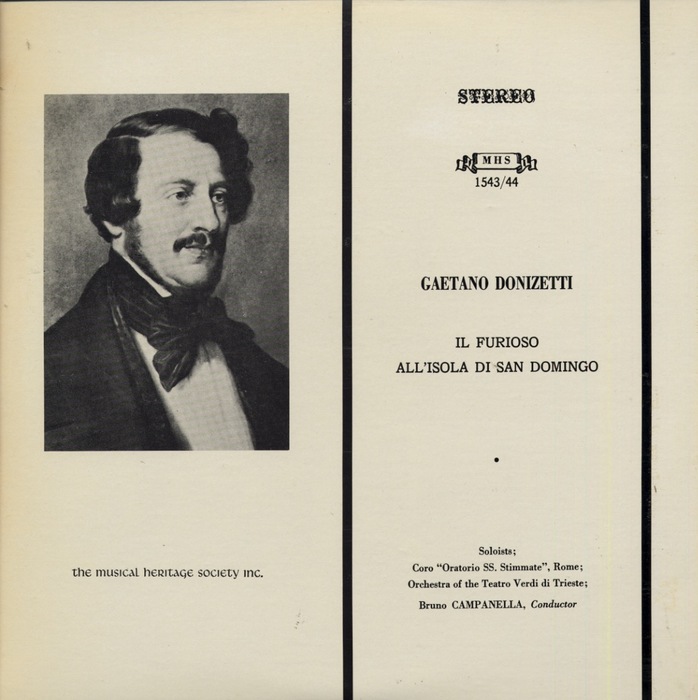 STEREO
MHS
1543/44
GAETANO DONIZETTI
IL FURIOSO
ALL'ISOLA DI SAN DOMINGO
•
Soloists;
Coro "Oratorio SS. Stimmate", Rome;
Orchestra of the Teatro Verdi di Trieste;
Bruno CAMPANELLA, Conductor
the musical heritage society inc.